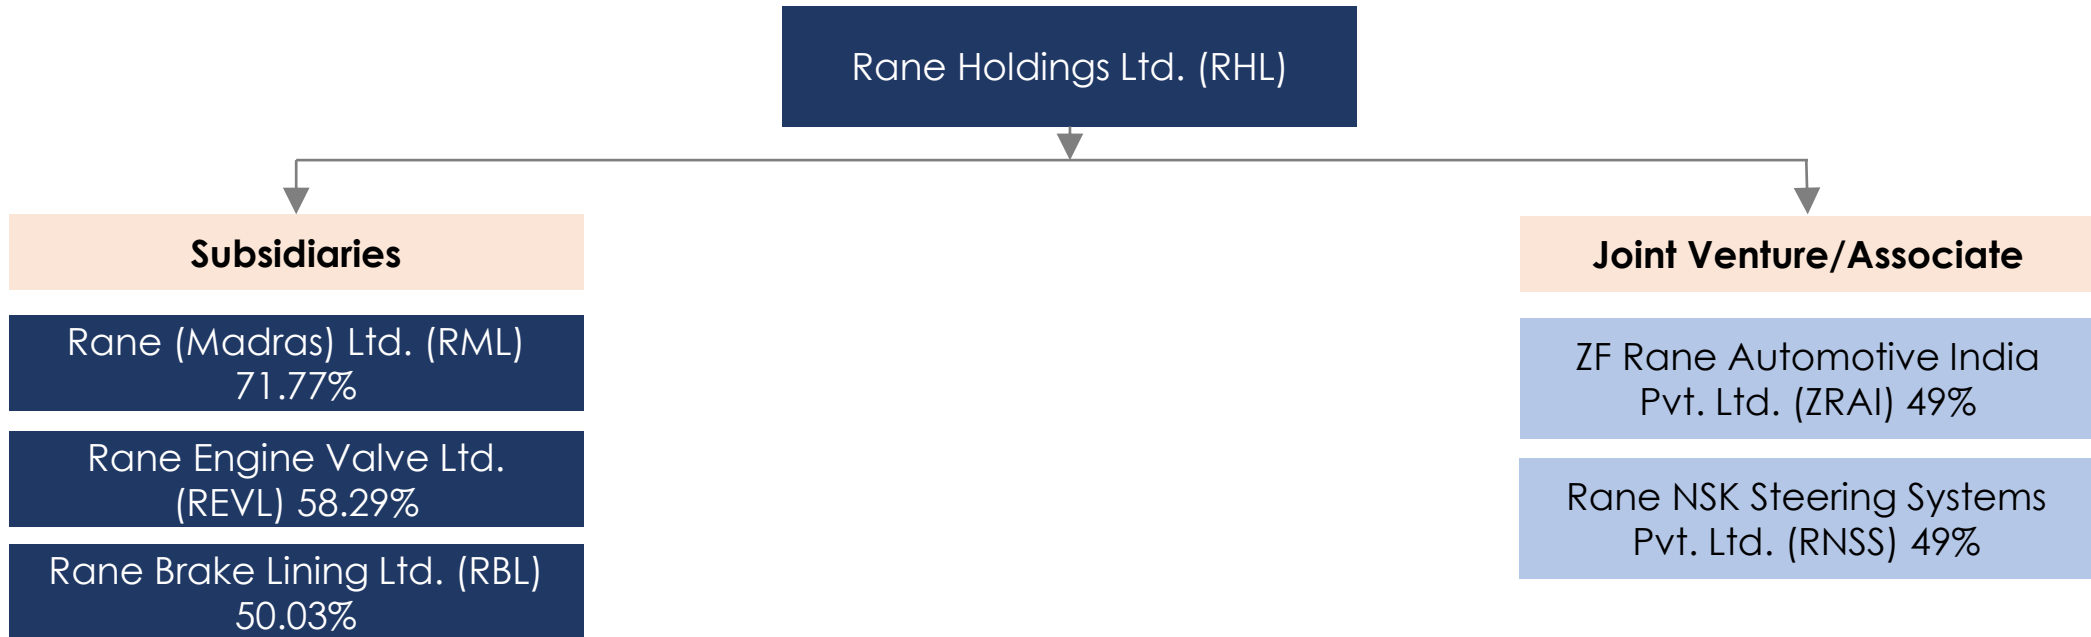 Rane Holdings Ltd. (RHL)
Subsidiaries
Rane (Madras) Ltd. (RML)
71.77%
Rane Engine Valve Ltd.
(REVL) 58.29%
Rane Brake Lining Ltd. (RBL)
50.03%
Joint Venture/Associate
ZF Rane Automotive India
Pvt. Ltd. (ZRAI) 49%
Rane NSK Steering Systems
Pvt. Ltd. (RNSS) 49%